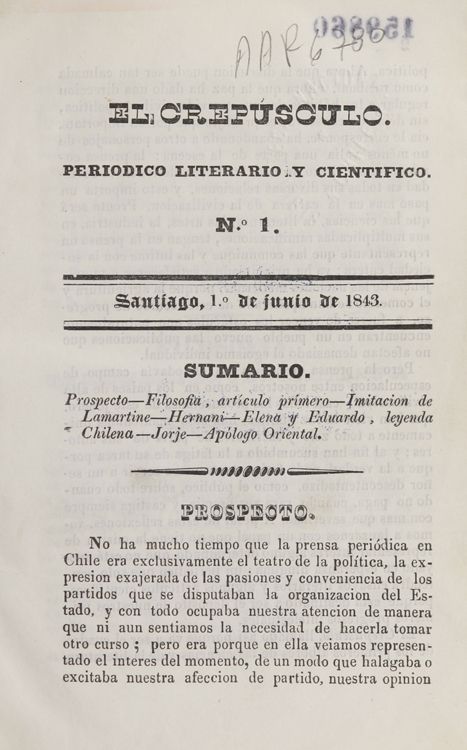 159860
AAR6700
EL CREPÚSCULO.
PERIODICO LITERARIO Y CIENTIFICO.
N.º 1.
Santiago, 1.º de junio de 1843.
SUMARIO.
Prospecto—Filosofia, artículo primero—Imitacion de
Lamartine—Hernani—Elena y Eduardo, leyenda
Chilena—Jorje—Apólogo Oriental.
PROSPECTO.
No ha mucho tiempo que la prensa periódica en
Chile era exclusivamente el teatro de la política, la ex-
presion exajerada de las pasiones y conveniencia de los
partidos que se disputaban la organizacion del Es-
tado, y con todo ocupaba nuestra atencion de manera
que ni aun sentiamos la necesidad de hacerla tomar
otro curso; pero era porque en ella veiamos represen-
tado el interes del momento, de un modo que halagaba o
excitaba nuestra afeccion de partido, nuestra opinion